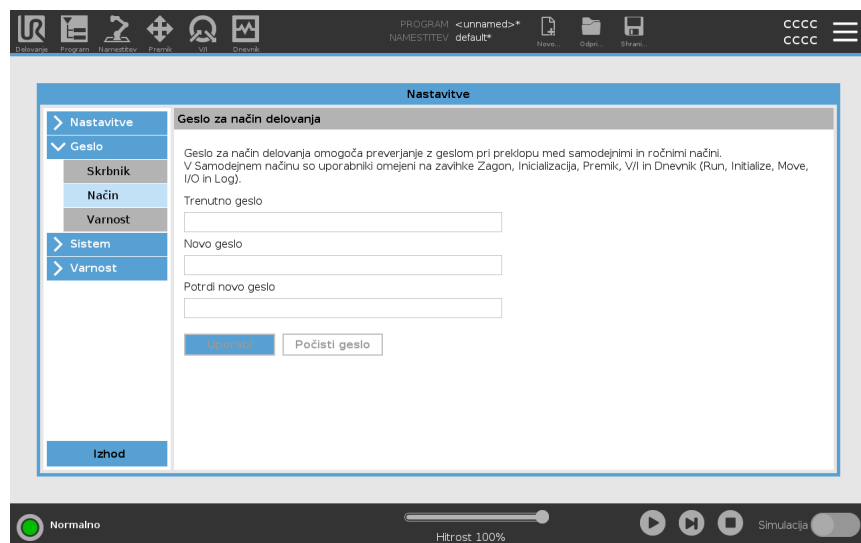 PROGRAM <unnamed>*
NAMESTITEV default*
CCCC
CCCC
Delovanje Program Namestitev Premik V/I Dnevnik Novo... Odpri... Shrani...
Nastavitve
Nastavitve
Geslo
Skrbnik
Način
Varnost
Sistem
Varnost
Izhod
Geslo za način delovanja
Geslo za način delovanja omogoča preverjanje z geslom pri preklopu med samodejnimi in ročnimi načini.
V Samodejnem načinu so uporabniki omejeni na zavihke Zagon, Inicializacija, Premik, V/I in Dnevnik (Run, Initialize, Move,
I/O in Log).
Trenutno geslo
Novo geslo
Potrdi novo geslo
Uporabi Počisti geslo
Normalno
Hitrost 100%
Simulacija